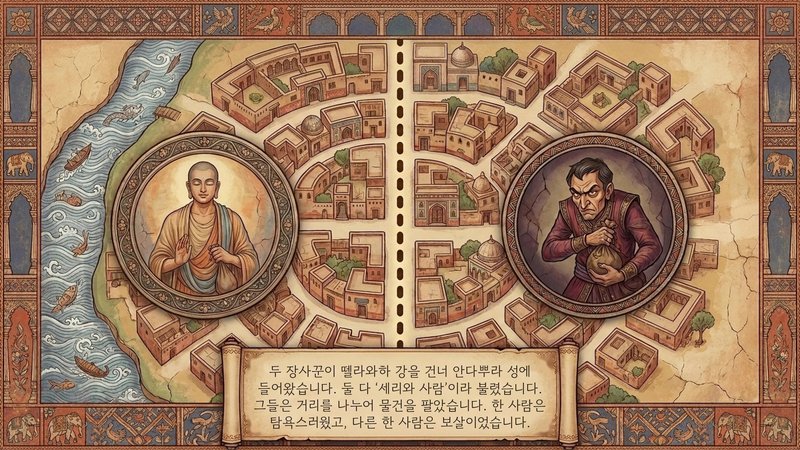 두 장사꾼이 뗄라와하 강을 건너 안다뿌라 성에
들어왔습니다. 둘 다 ‘세리와 사람’이라 불렸습니다.
그들은 거리를 나누어 물건을 팔았습니다. 한 사람은
탐욕스러웠고, 다른 한 사람은 보살이었습니다.